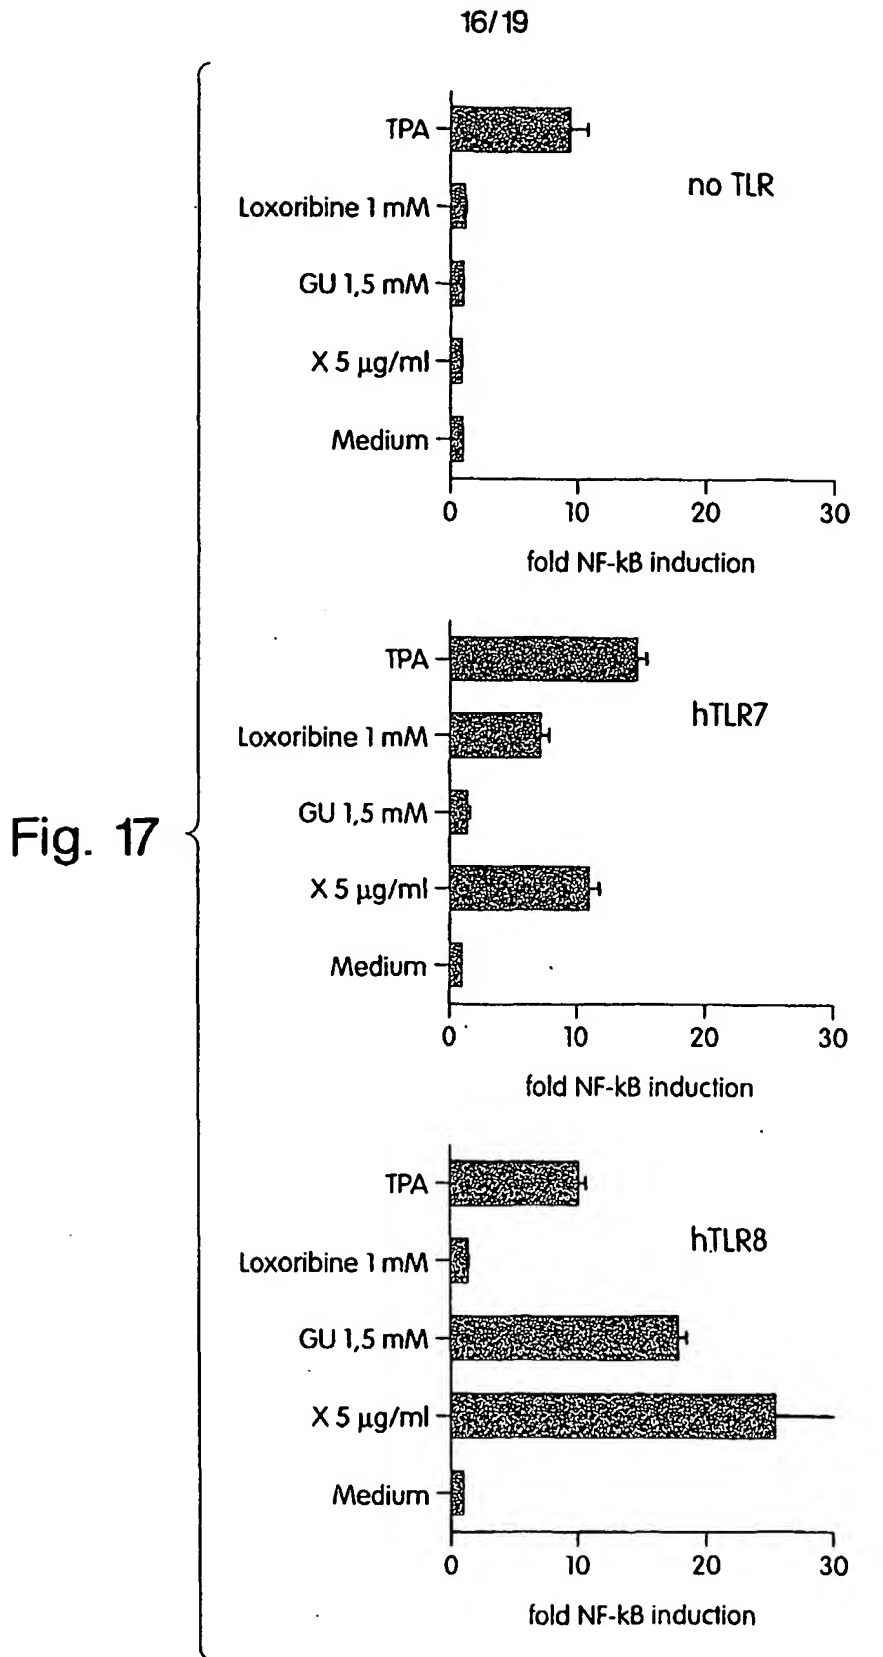 16/19
TPA
Loxoribine 1 mM
no TLR
GU 1,5 mM
X 5 µg/ml
Medium
0 10 20 30
fold NF-kB induction
TPA
hTLR7
Loxoribine 1 mM
GU 1,5 mM
Fig. 17
X 5 µg/ml
Medium
0 10 20 30
fold NF-kB induction
TPA
hTLR8
Loxoribine 1 mM
GU 1,5 mM
X 5 µg/ml
Medium
0 10 20 30
fold NF-kB induction